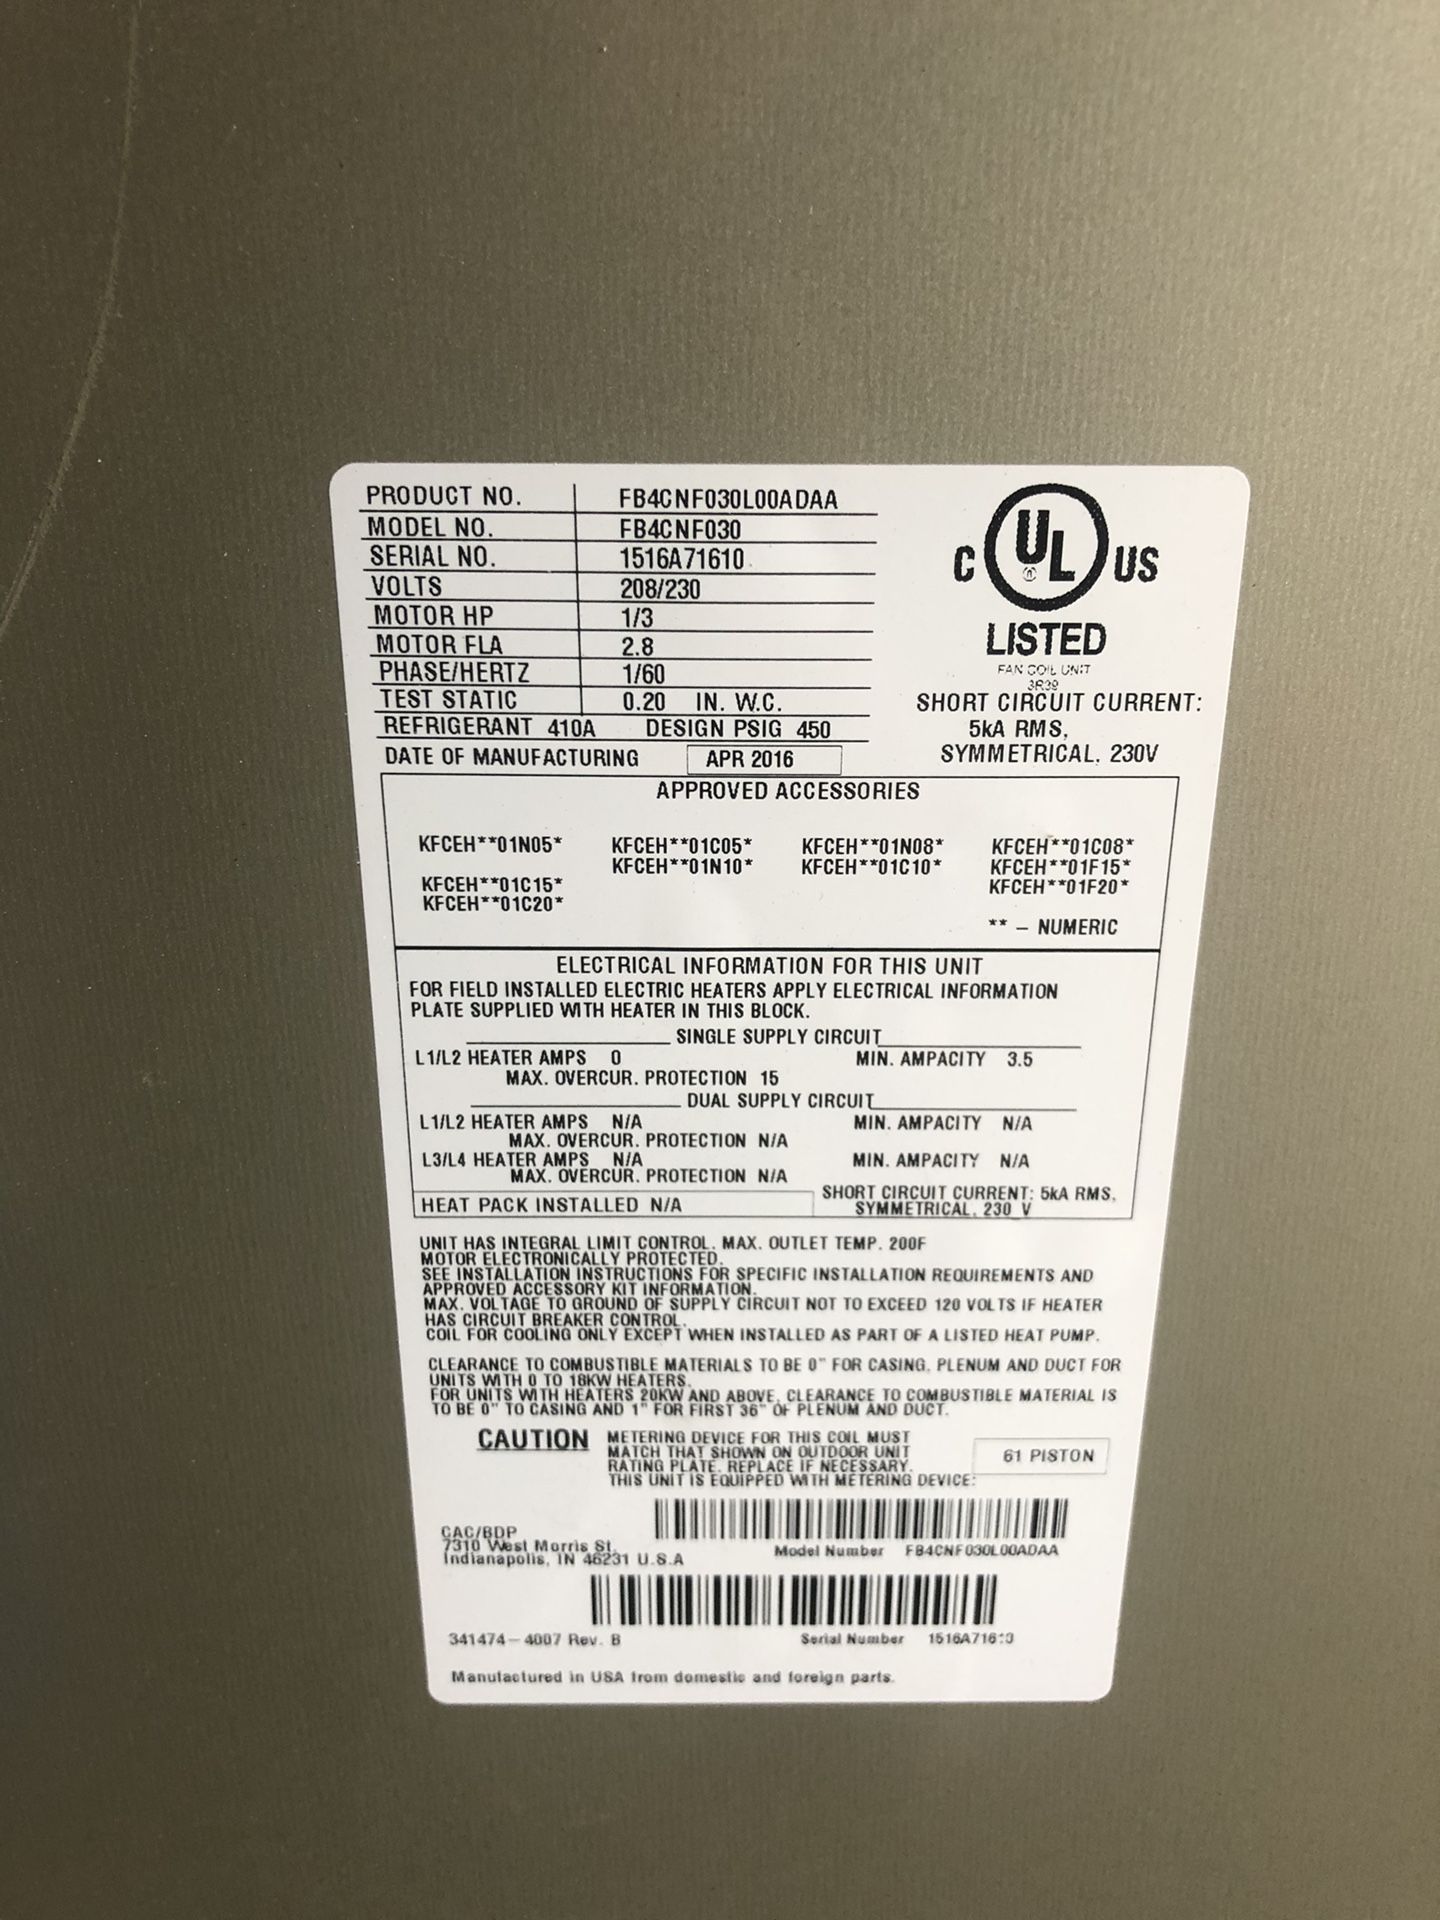 PRODUCT NO. FB4CNF030L00ADAA
MODEL NO. FB4CNF030
SERIAL NO. 1516A71610
VOLTS 208/230
MOTOR HP 1/3
MOTOR FLA 2.8
PHASE/HERTZ 1/60
TEST STATIC 0.20 IN. W.C.
REFRIGERANT 410A DESIGN PSIG 450
DATE OF MANUFACTURING APR 2016
C UL US
LISTED
FAN COIL UNIT
3R39
SHORT CIRCUIT CURRENT:
5kA RMS,
SYMMETRICAL, 230V
APPROVED ACCESSORIES
KFCEH**01N05* KFCEH**01C05* KFCEH**01N08* KFCEH**01C08*
KFCEH**01N10* KFCEH**01C10* KFCEH**01F15*
KFCEH**01C15* KFCEH**01F20*
KFCEH**01C20*
** – NUMERIC
ELECTRICAL INFORMATION FOR THIS UNIT
FOR FIELD INSTALLED ELECTRIC HEATERS APPLY ELECTRICAL INFORMATION
PLATE SUPPLIED WITH HEATER IN THIS BLOCK.
SINGLE SUPPLY CIRCUIT
L1/L2 HEATER AMPS 0 MIN. AMPACITY 3.5
MAX. OVERCUR. PROTECTION 15
DUAL SUPPLY CIRCUIT
L1/L2 HEATER AMPS N/A MIN. AMPACITY N/A
MAX. OVERCUR. PROTECTION N/A
L3/L4 HEATER AMPS N/A MIN. AMPACITY N/A
MAX. OVERCUR. PROTECTION N/A
HEAT PACK INSTALLED N/A
SHORT CIRCUIT CURRENT: 5kA RMS,
SYMMETRICAL, 230 V
UNIT HAS INTEGRAL LIMIT CONTROL. MAX. OUTLET TEMP. 200F
MOTOR ELECTRONICALLY PROTECTED.
SEE INSTALLATION INSTRUCTIONS FOR SPECIFIC INSTALLATION REQUIREMENTS AND
APPROVED ACCESSORY KIT INFORMATION.
MAX. VOLTAGE TO GROUND OF SUPPLY CIRCUIT NOT TO EXCEED 120 VOLTS IF HEATER
HAS CIRCUIT BREAKER CONTROL.
COIL FOR COOLING ONLY EXCEPT WHEN INSTALLED AS PART OF A LISTED HEAT PUMP.
CLEARANCE TO COMBUSTIBLE MATERIALS TO BE 0" FOR CASING, PLENUM AND DUCT FOR
UNITS WITH 0 TO 18KW HEATERS.
FOR UNITS WITH HEATERS 20KW AND ABOVE, CLEARANCE TO COMBUSTIBLE MATERIAL IS
TO BE 0" TO CASING AND 1" FOR FIRST 36" OF PLENUM AND DUCT.
CAUTION METERING DEVICE FOR THIS COIL MUST
MATCH THAT SHOWN ON OUTDOOR UNIT
RATING PLATE. REPLACE IF NECESSARY.
THIS UNIT IS EQUIPPED WITH METERING DEVICE:
61 PISTON
CAC/BDP
7310 West Morris St.
Indianapolis, IN 46231 U.S.A
Model Number FB4CNF030L00ADAA
341474–4007 Rev. B
Serial Number 1516A71610
Manufactured in USA from domestic and foreign parts.